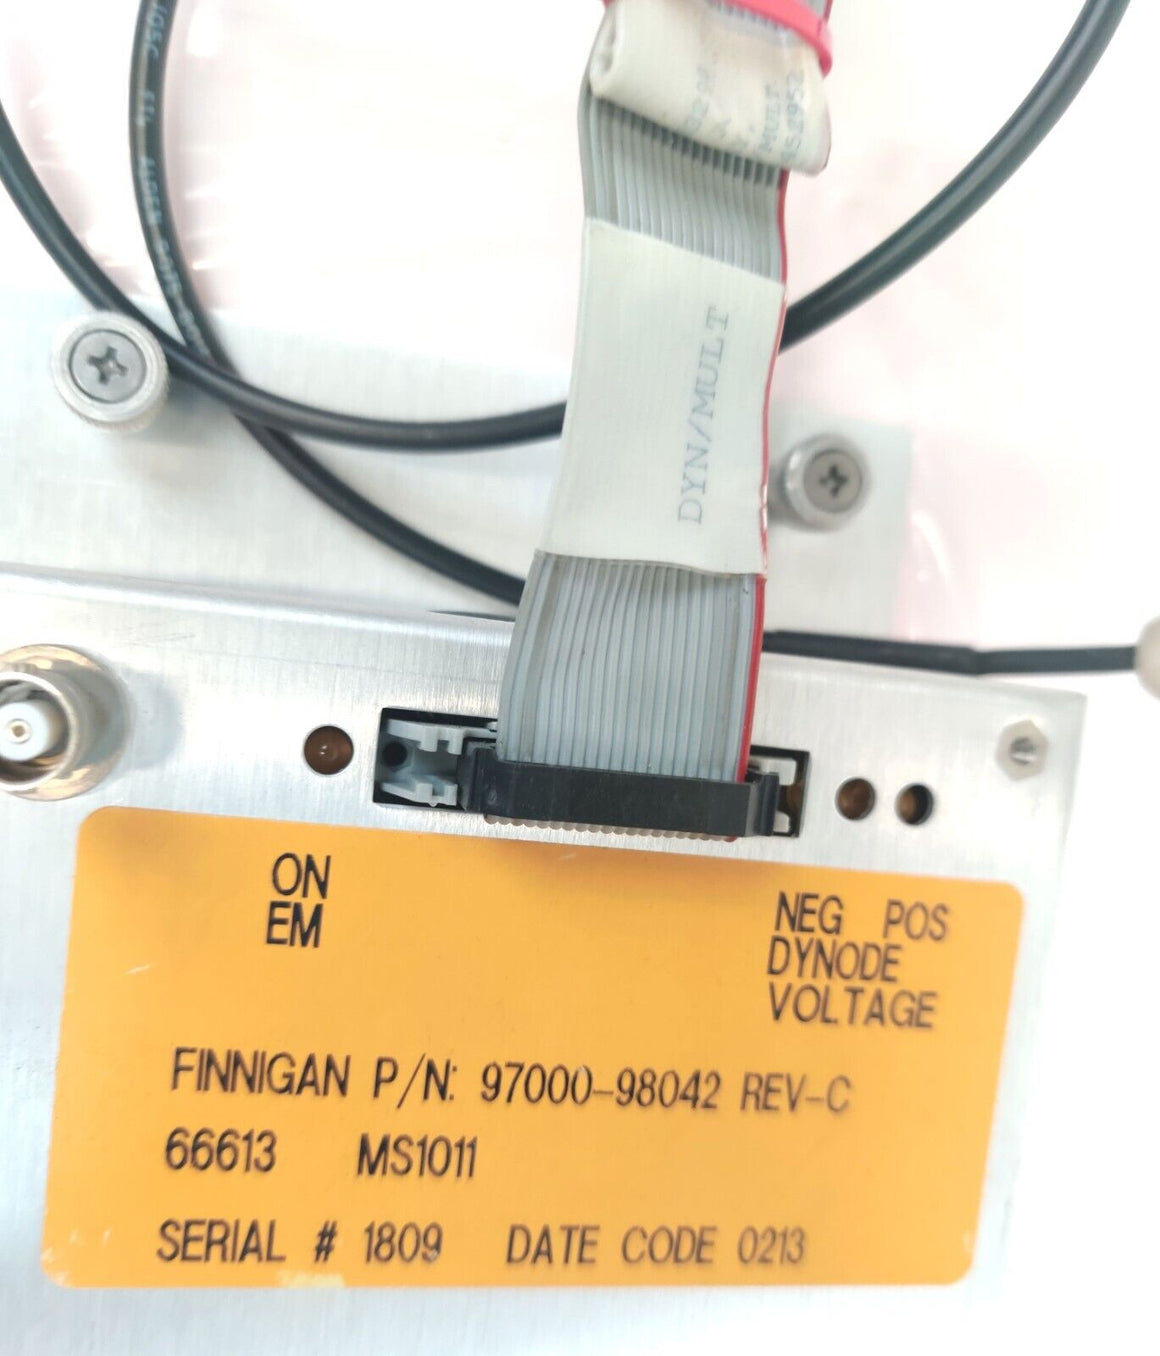 MULT
DYN/MULT
ON
EM
NEG POS
DYNODE
VOLTAGE
FINNIGAN P/N: 97000-98042 REV-C
66613 MS1011
SERIAL # 1809 DATE CODE 0213